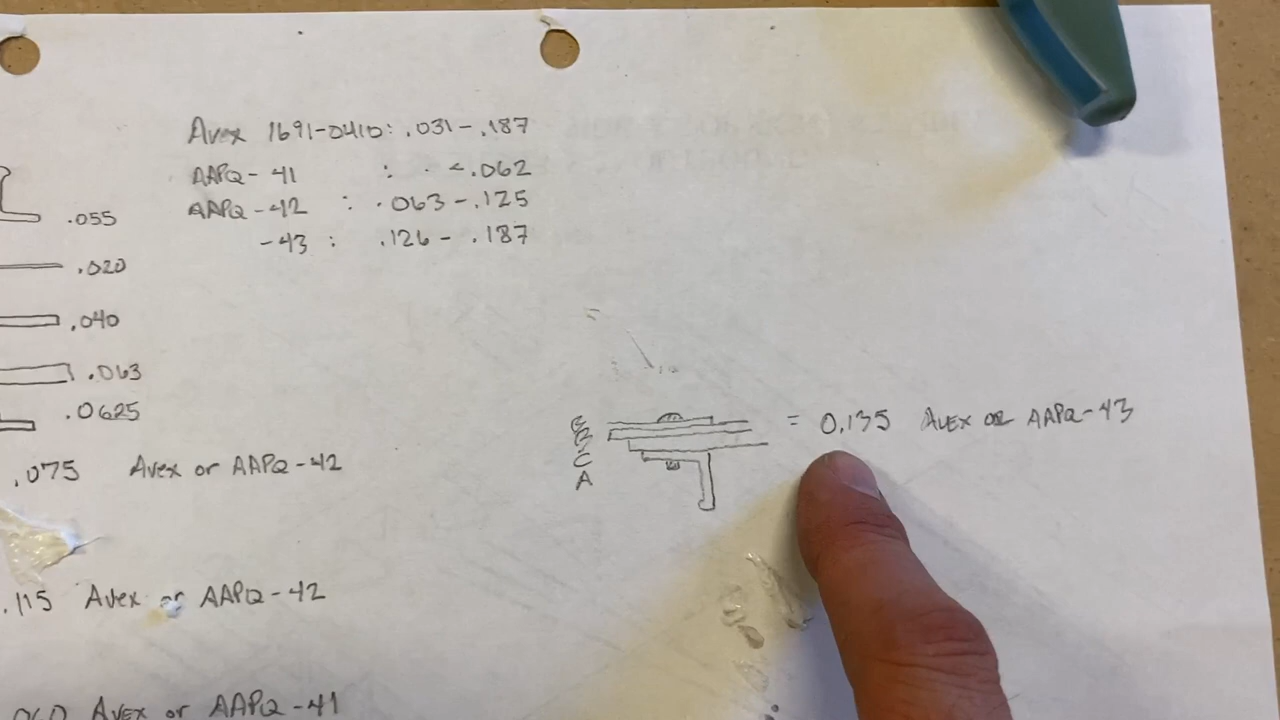 Avex 1691-0410: .031-.187
AAPQ-41 : <.062
AAPQ-42 : .063-.125
-43 : .126-.187
.055
.020
.040
.063
.0625
.075 Avex or AAPQ-42
C
A
= 0.135 AVEX OR AAPQ-43
.115 Avex or AAPQ-42
.060 Avex or AAPQ-41